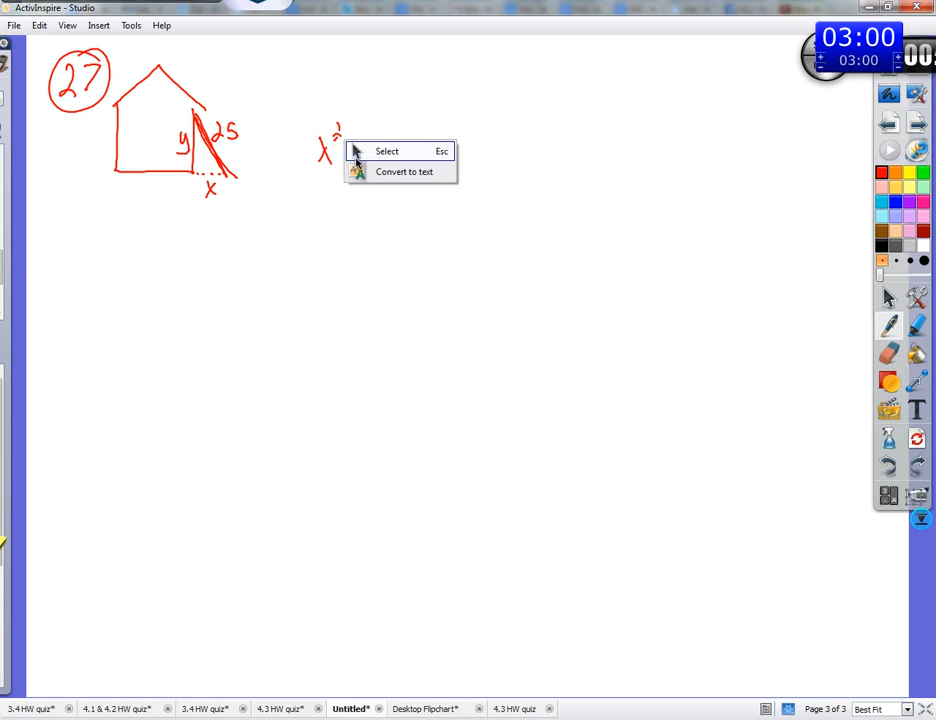 ActivInspire - Studio
File Edit View Insert Tools Help
03:00
03:00
00:
27
y 25
x
x²
Select Esc
Convert to text
3.4 HW quiz* 4.1 & 4.2 HW quiz* 3.4 HW quiz* 4.3 HW quiz* Untitled* Desktop Flipchart* 4.3 HW quiz Page 3 of 3 Best Fit